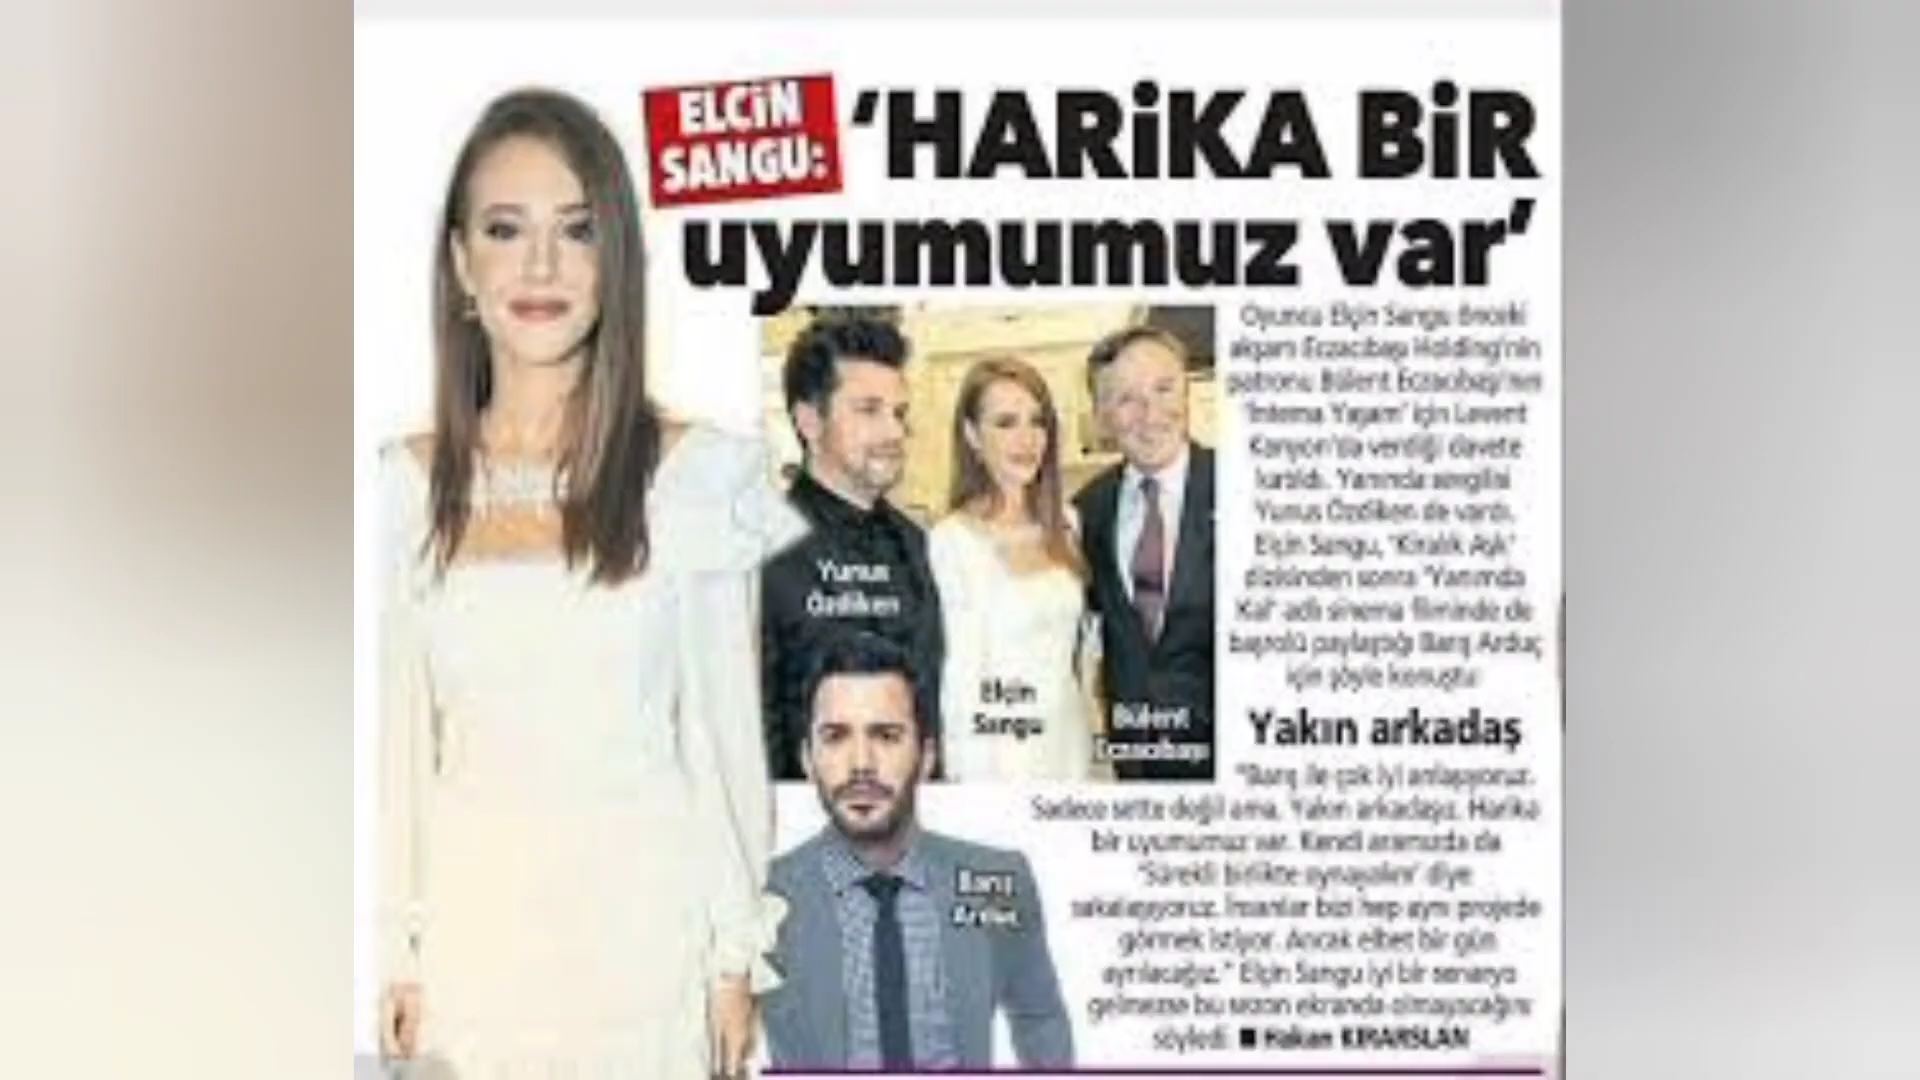 ELÇİN
SANGU:
'HARİKA BİR
uyumumuz var'
Oyuncu Elçin Sangu önceki
akşam Eczacıbaşı Holding'nin
patronu Bülent Eczacıbaşı'nın
'İntema Yaşam' için Levent
Kanyon'da verdiği davete
katıldı. Yanında sevgilisi
Yunus Özdiken de vardı.
Elçin Sangu, "Kiralık Aşk"
dizisinden sonra "Yanımda
Kal" adlı sinema filminde de
başrolü paylaştığı Barış Arduç
için şöyle konuştu:
Yunus
Özdiken
Elçin
Sangu
Bülent
Eczacıbaşı
Barış
Arduç
Yakın arkadaş
"Barış ile çok iyi anlaşıyoruz.
Sadece sette değil ama. Yakın arkadaşız. Harika
bir uyumumuz var. Kendi aramızda da
'Sürekli birlikte oynayalım' diye
şakalaşıyoruz. İnsanlar bizi hep aynı projede
görmek istiyor. Ancak elbet bir gün
ayrılacağız." Elçin Sangu iyi bir senaryo
gelmezse bu sezon ekranda olmayacağını
söyledi. ■ Hakan KIRARSLAN